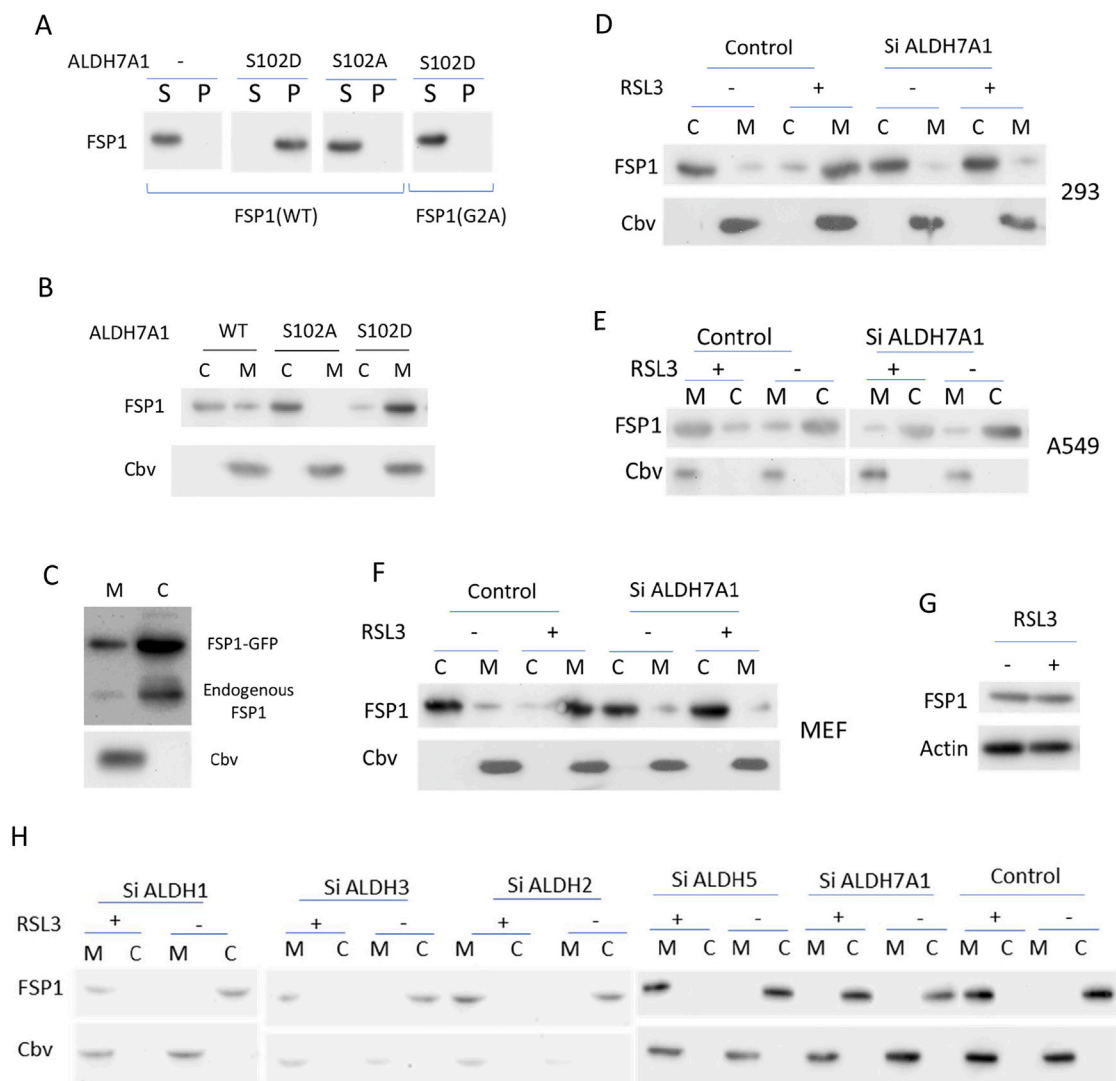 A
ALDH7A1 - S102D S102A S102D
S P S P S P S P
FSP1
FSP1(WT) FSP1(G2A)
B
ALDH7A1 WT S102A S102D
C M C M C M
FSP1
Cbv
C
M C
FSP1-GFP
Endogenous
FSP1
Cbv
D
Control Si ALDH7A1
RSL3 - + - +
C M C M C M C M
FSP1
293
Cbv
E
Control Si ALDH7A1
RSL3 + - + -
M C M C M C M C
FSP1
A549
Cbv
F
Control Si ALDH7A1
RSL3 - + - +
C M C M C M C M
FSP1
MEF
Cbv
G
RSL3
- +
FSP1
Actin
H
Si ALDH1 Si ALDH3 Si ALDH2 Si ALDH5 Si ALDH7A1 Control
RSL3 + - + - + - + - + - + -
M C M C M C M C M C M C M C M C M C M C M C M C
FSP1
Cbv